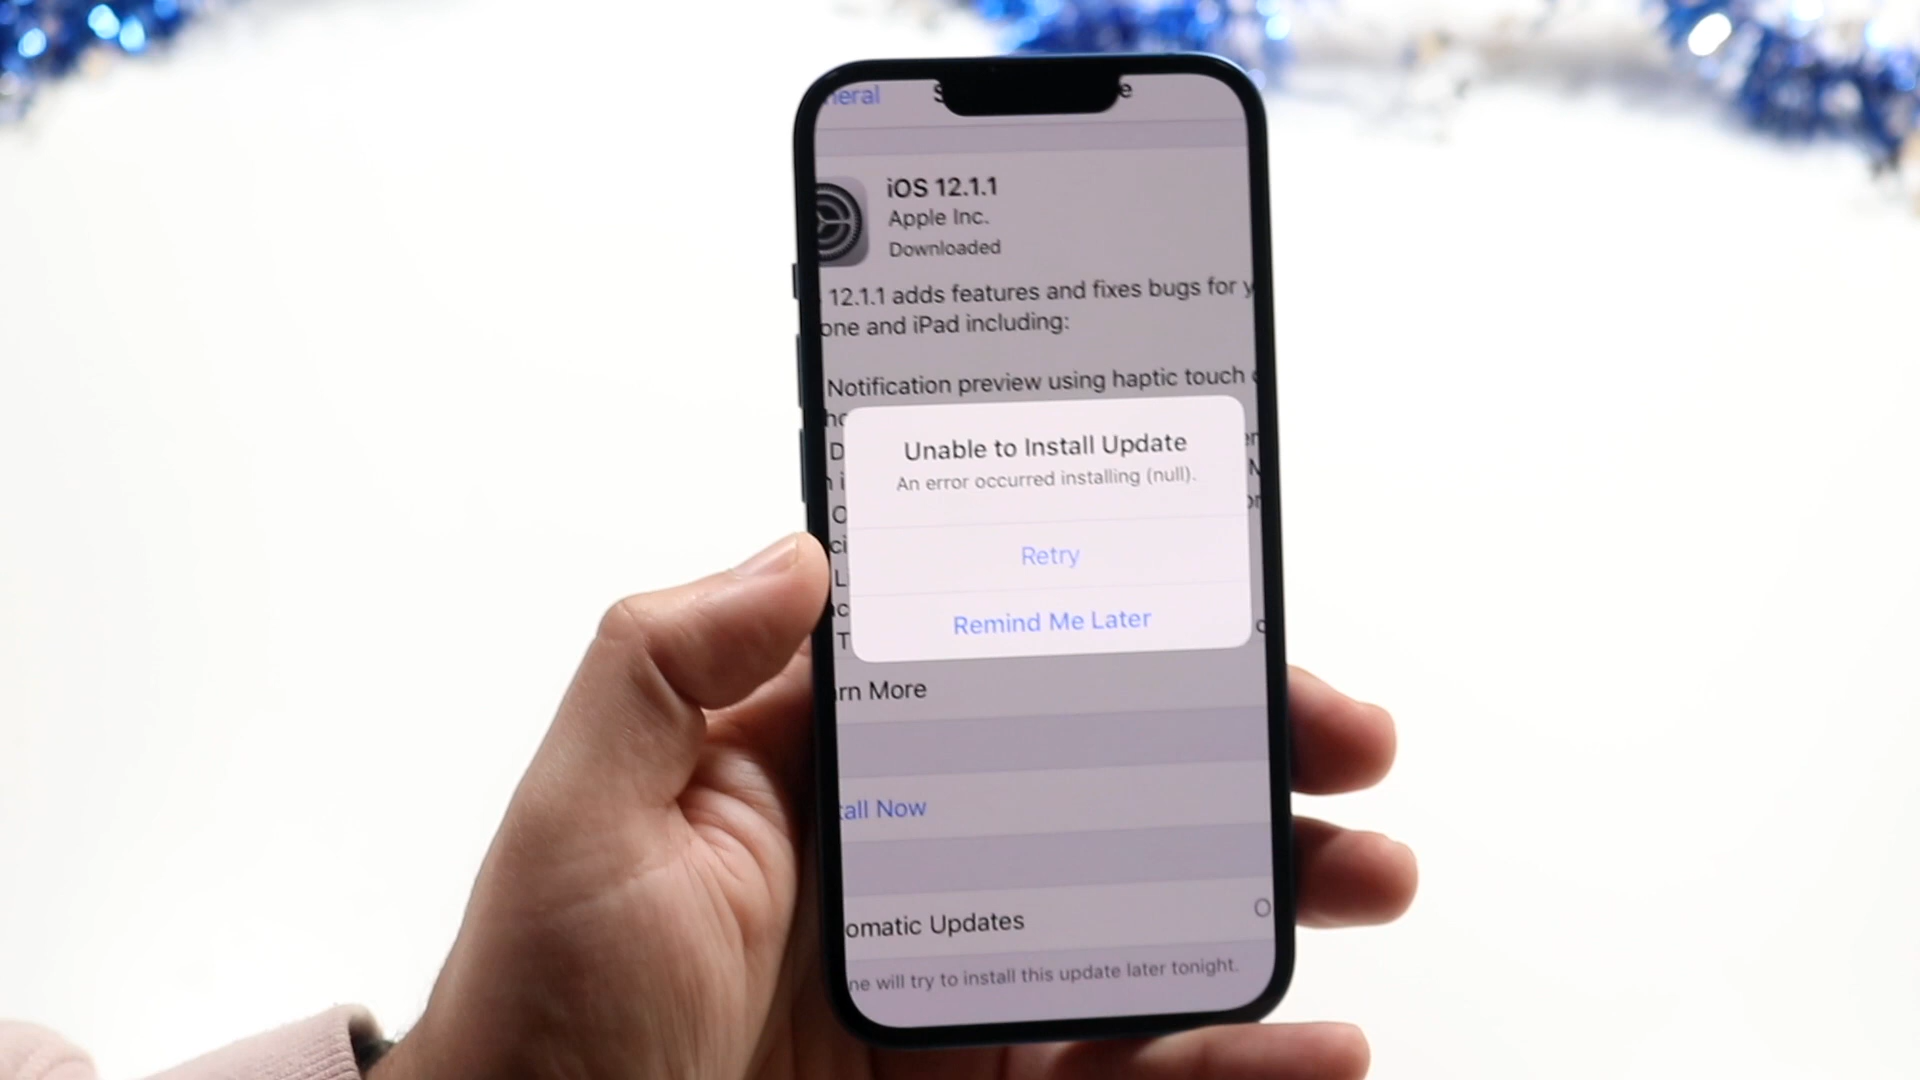 neral
iOS 12.1.1
Apple Inc.
Downloaded
12.1.1 adds features and fixes bugs for y
one and iPad including:
Notification preview using haptic touch
Unable to Install Update
An error occurred installing (null).
Retry
Remind Me Later
rn More
tall Now
omatic Updates
ne will try to install this update later tonight.